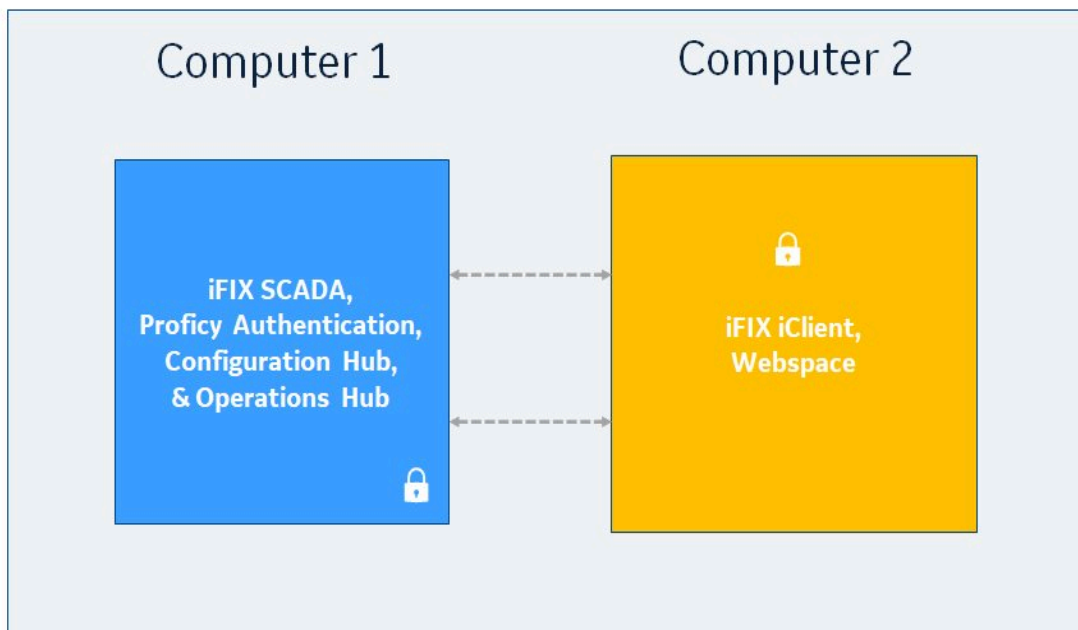 Computer 1
Computer 2
iFIX SCADA,
Proficy Authentication,
Configuration Hub,
& Operations Hub
iFIX iClient,
Webspace